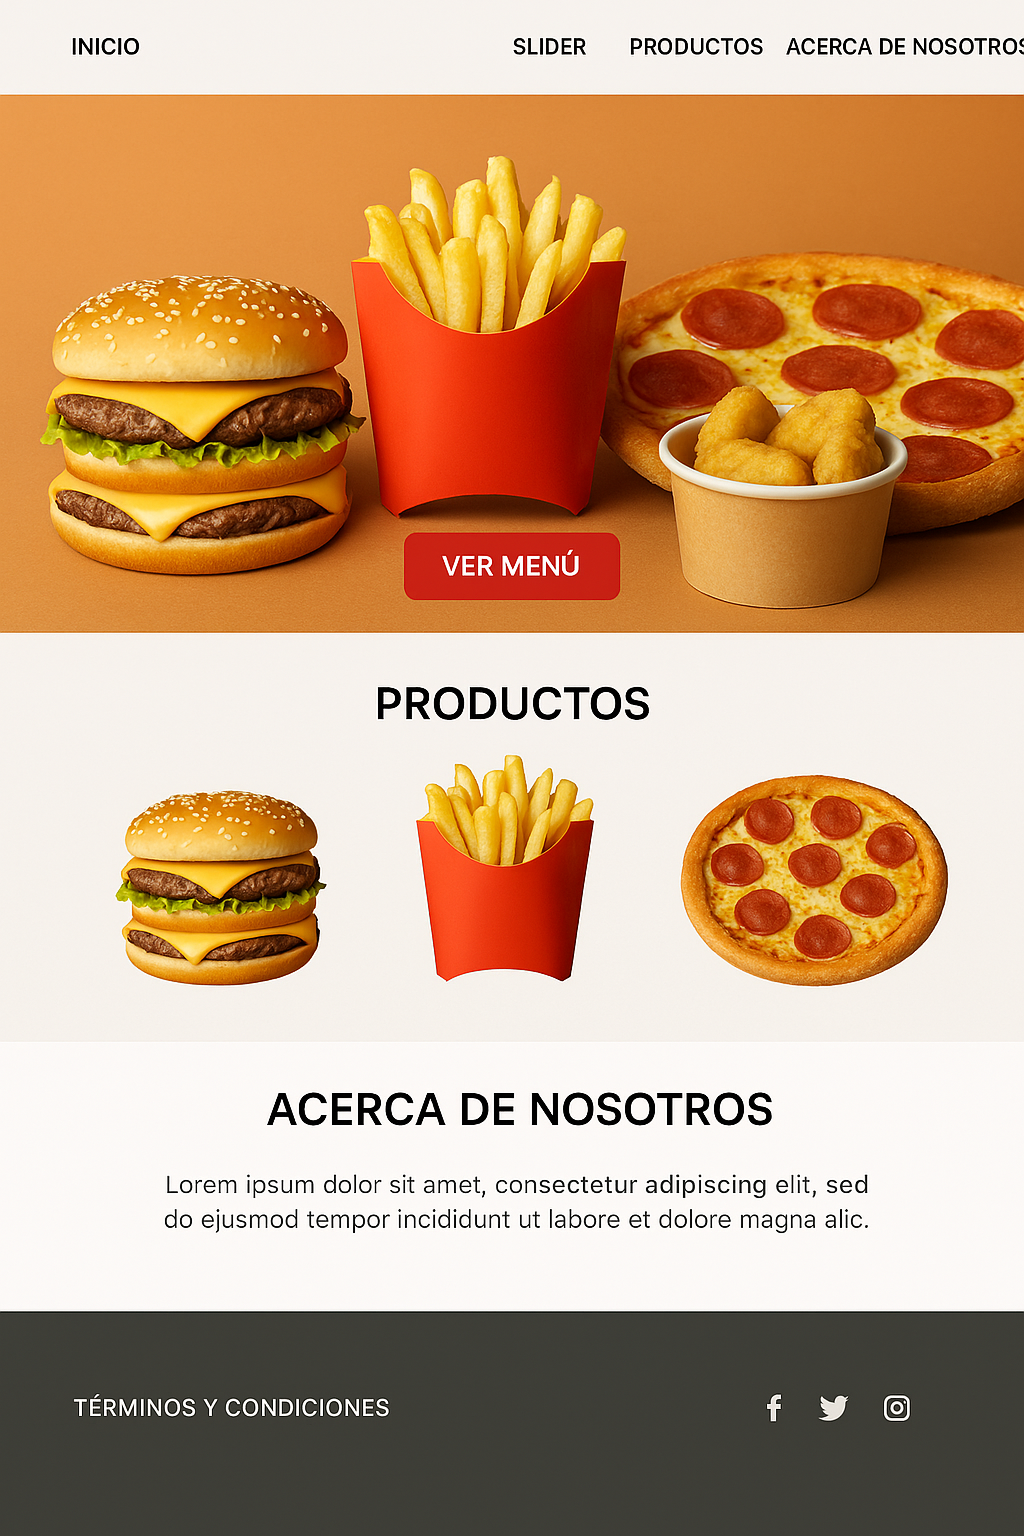 INICIO SLIDER PRODUCTOS ACERCA DE NOSOTROS
VER MENÚ
PRODUCTOS
ACERCA DE NOSOTROS
Lorem ipsum dolor sit amet, consectetur adipiscing elit, sed
do ejusmod tempor incididunt ut labore et dolore magna alic.
TÉRMINOS Y CONDICIONES